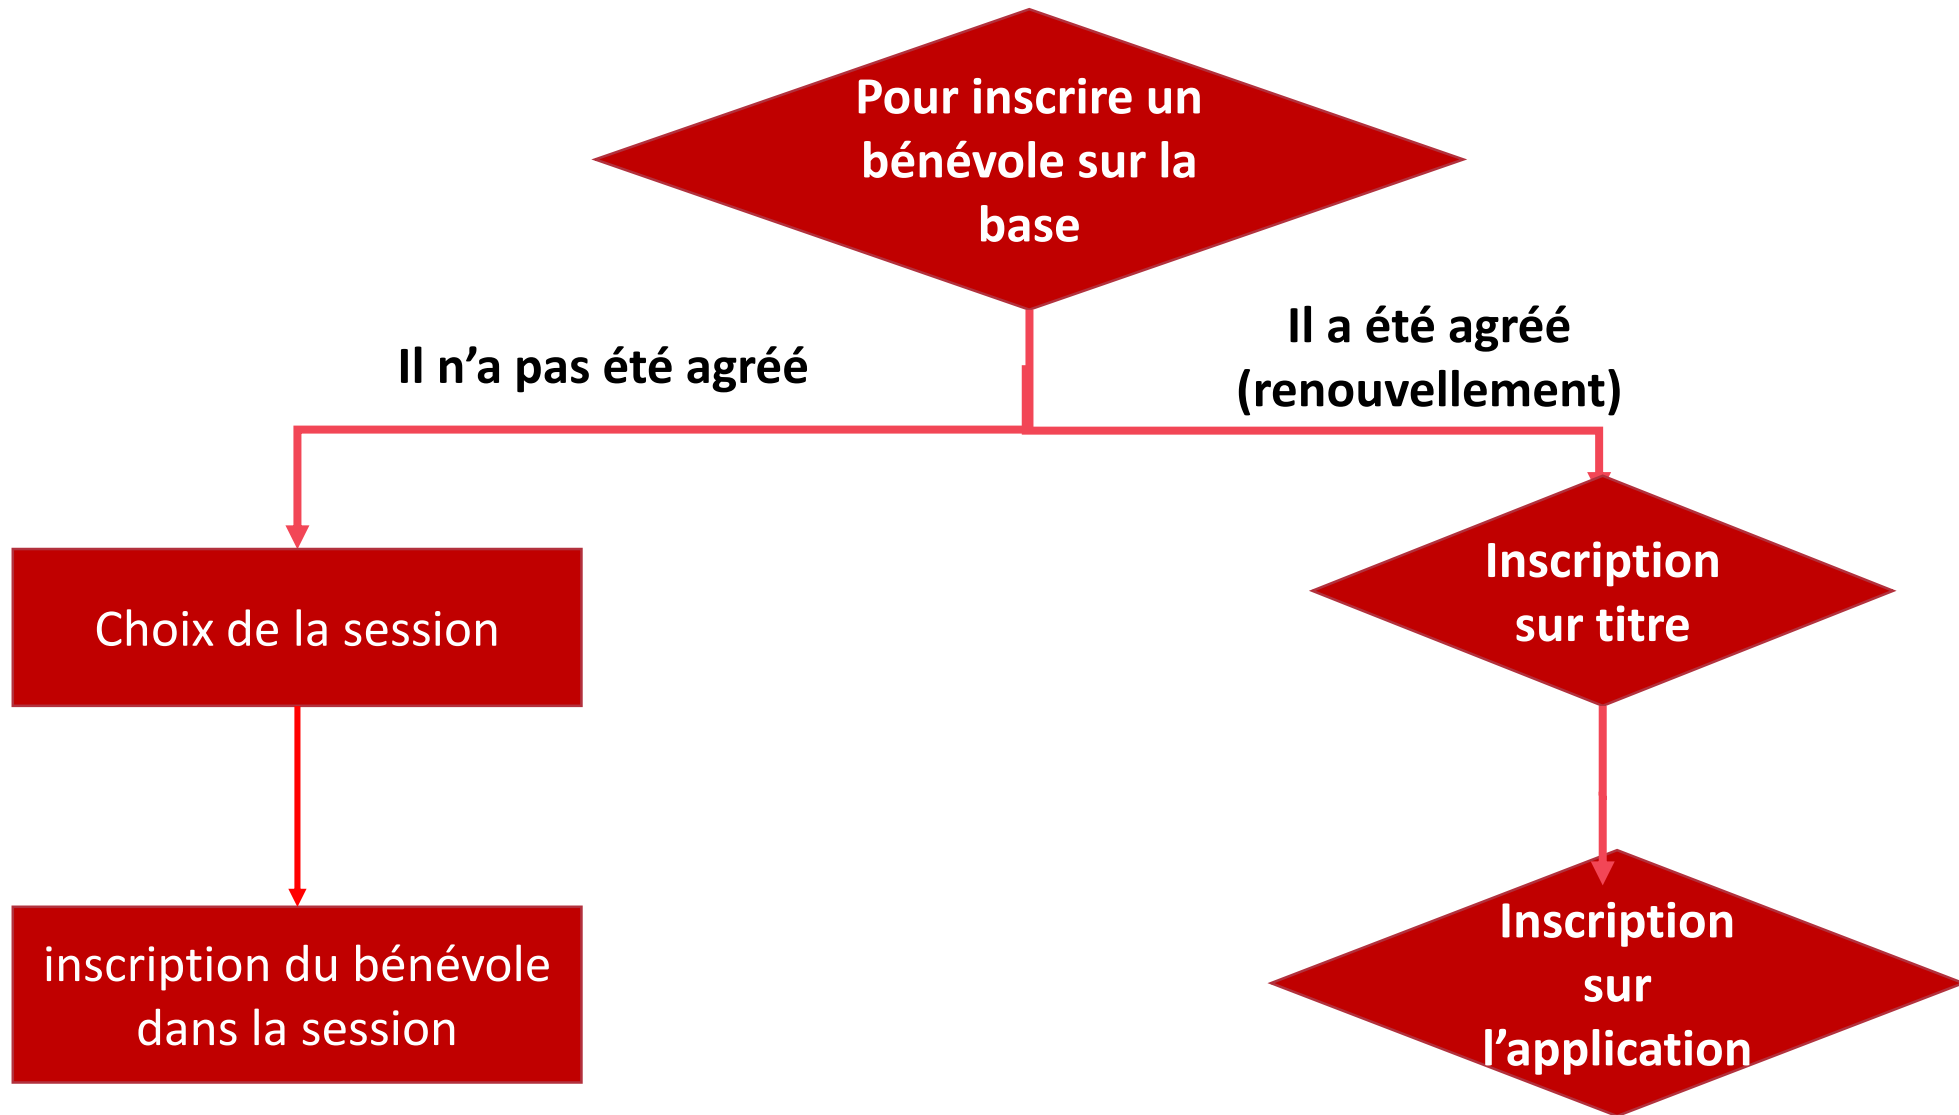 Pour inscrire un
bénévole sur la
base
Il n’a pas été agréé
Il a été agréé
(renouvellement)
Choix de la session
Inscription
sur titre
inscription du bénévole
dans la session
Inscription
sur
l’application